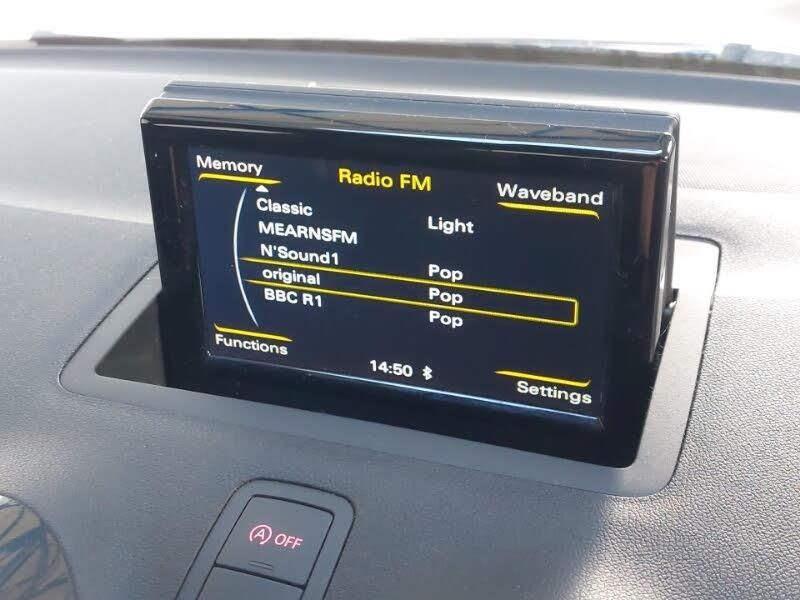 Memory
Radio FM
Waveband
Classic
Light
MEARNSFM
N'Sound1
Pop
original
Pop
BBC R1
Pop
Functions
14:50
Settings
A OFF